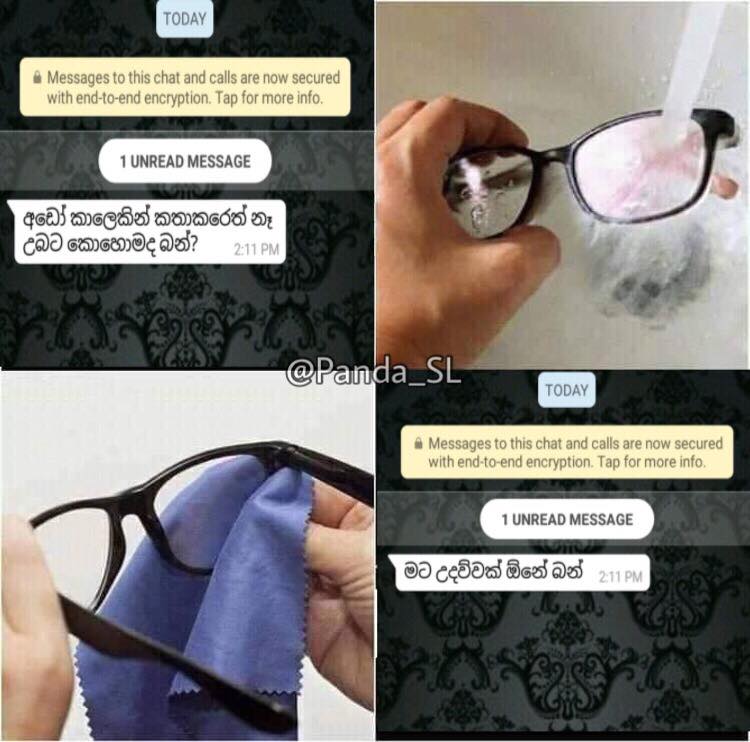 TODAY
Messages to this chat and calls are now secured
with end-to-end encryption. Tap for more info.
1 UNREAD MESSAGE
අඩෝ කාලෙකින් කතාකරෙත් නෑ
උබට කොහොමද බන්?
2:11 PM
@Panda_SL
TODAY
Messages to this chat and calls are now secured
with end-to-end encryption. Tap for more info.
1 UNREAD MESSAGE
මට උදව්වක් ඕනේ බන්
2:11 PM